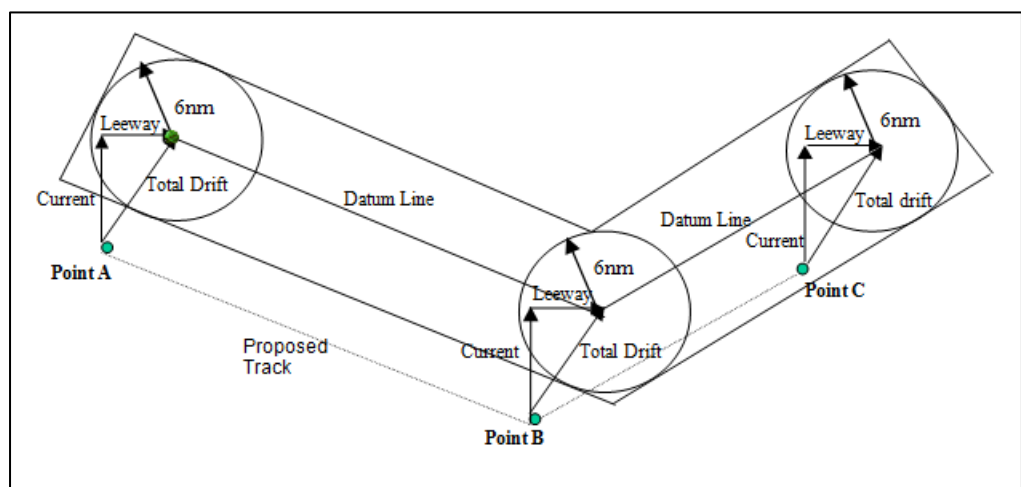 6nm
Leeway
Total Drift
Current
Point A
Datum Line
Proposed
Track
6nm
Leeway
Current
Total Drift
Point B
Datum Line
6nm
Leeway
Total drift
Current
Point C